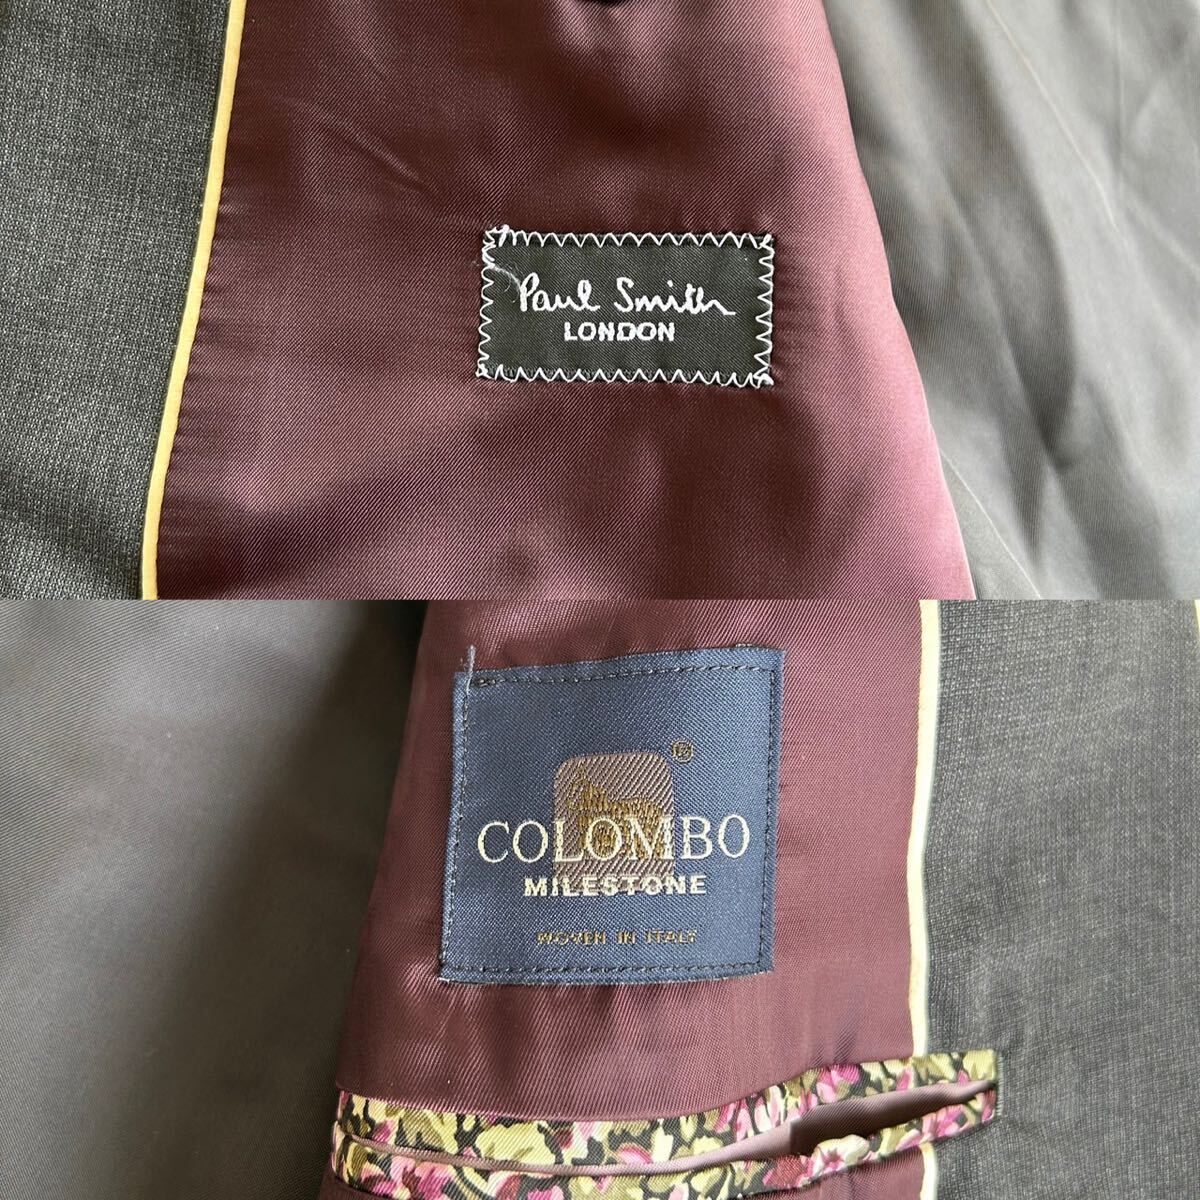 Paul Smith
LONDON
®
COLOMBO
MILESTONE
WOVEN IN ITALY